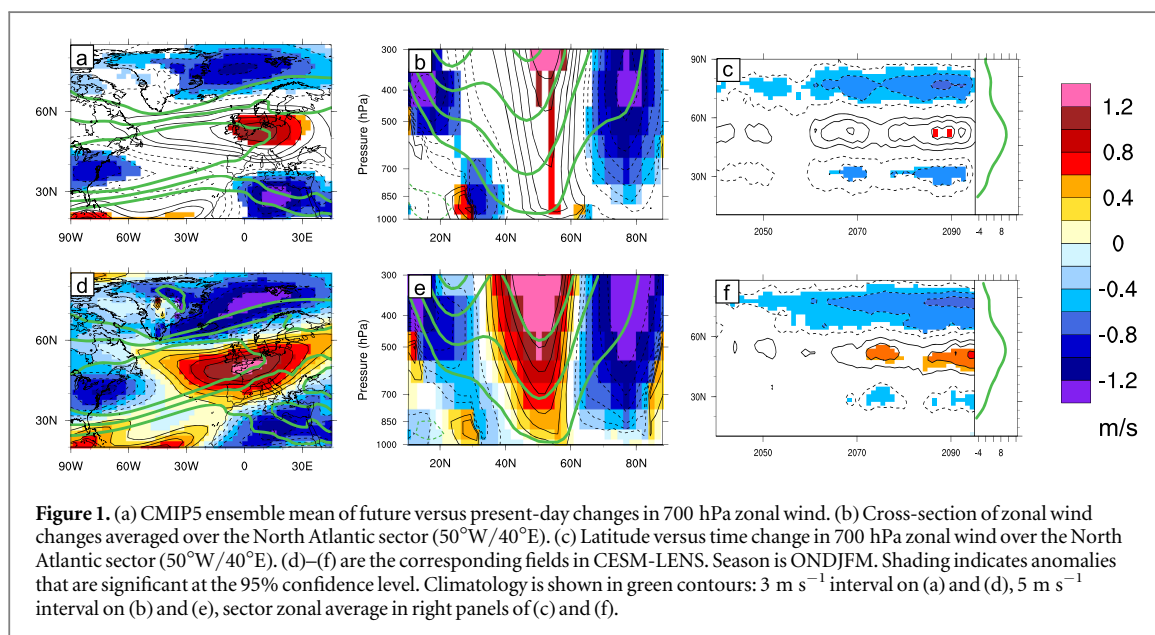 a
60N
30N
90W 60W 30W 0 30E
b
Pressure (hPa)
300
400
500
700
850
1000
20N 40N 60N 80N
c
90N
60N
30N
2050 2070 2090 -4 8
d
60N
30N
90W 60W 30W 0 30E
e
Pressure (hPa)
300
400
500
700
850
1000
20N 40N 60N 80N
f
60N
30N
2050 2070 2090 -4 8
1.2
0.8
0.4
0
-0.4
-0.8
-1.2
m/s
Figure 1. (a) CMIP5 ensemble mean of future versus present-day changes in 700 hPa zonal wind. (b) Cross-section of zonal wind
changes averaged over the North Atlantic sector (50°W/40°E). (c) Latitude versus time change in 700 hPa zonal wind over the North
Atlantic sector (50°W/40°E). (d)–(f) are the corresponding fields in CESM-LENS. Season is ONDJFM. Shading indicates anomalies
that are significant at the 95% confidence level. Climatology is shown in green contours: 3 m s⁻¹ interval on (a) and (d), 5 m s⁻¹
interval on (b) and (e), sector zonal average in right panels of (c) and (f).